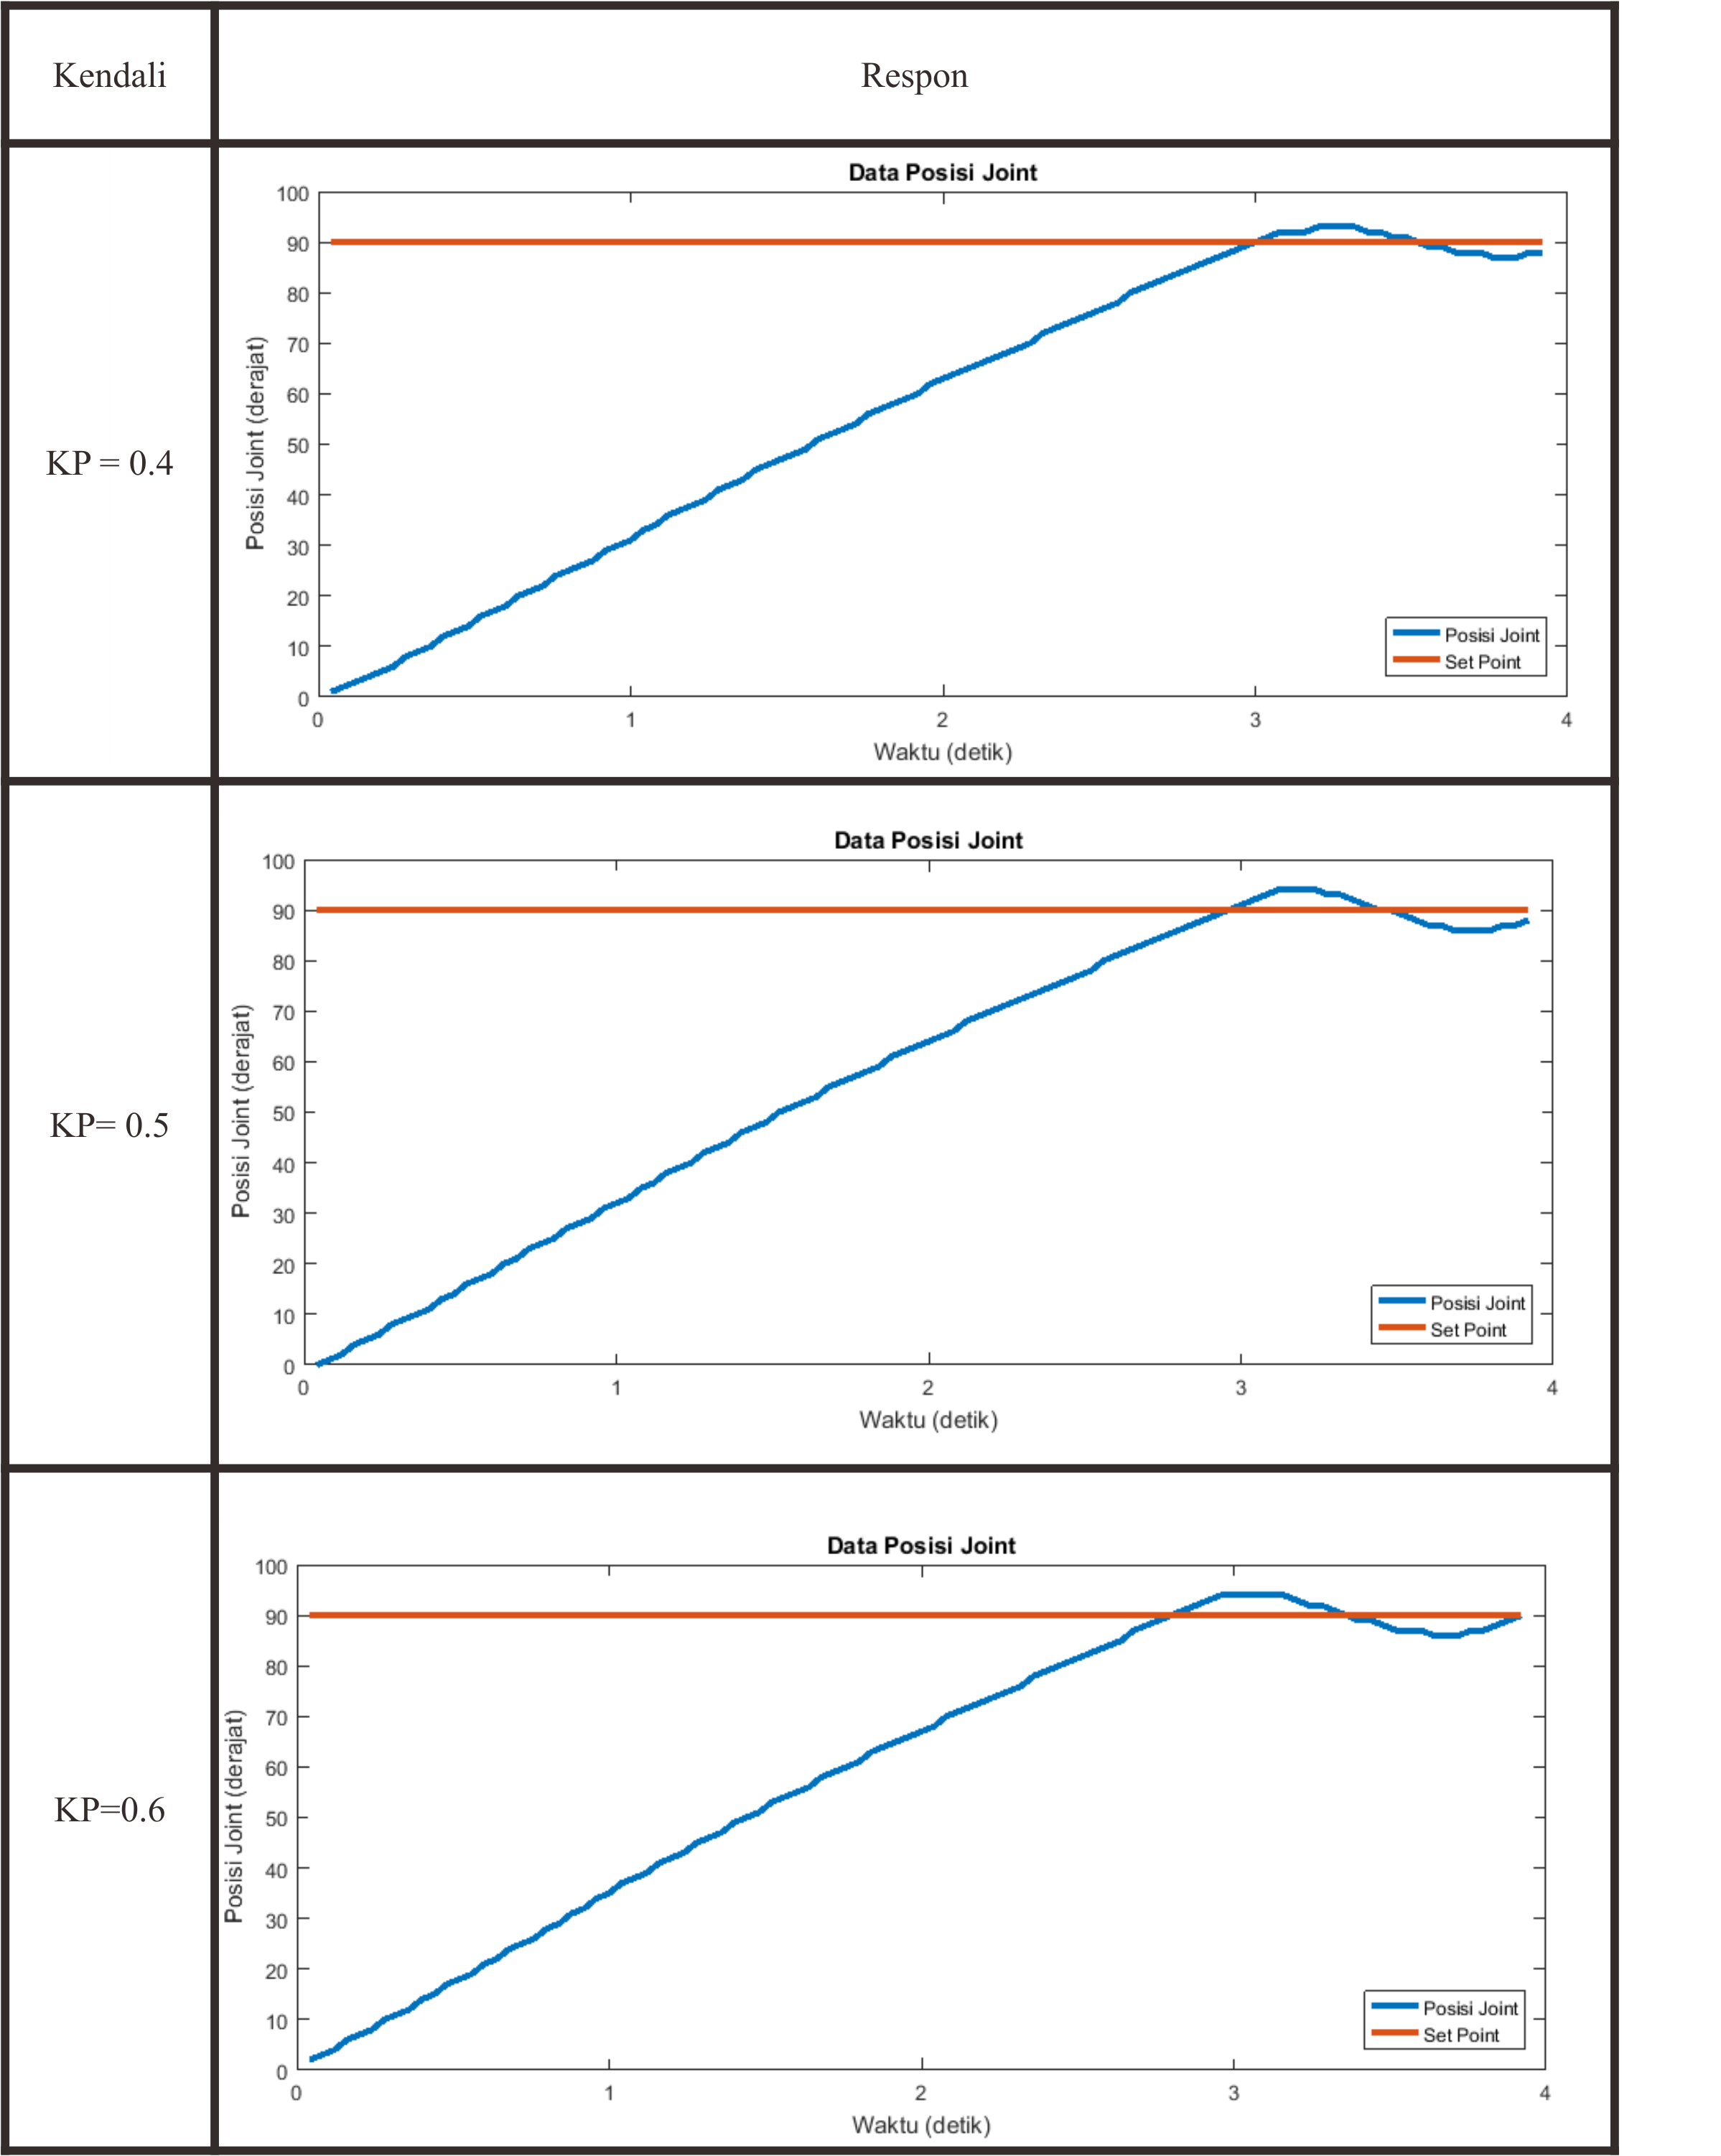 Kendali
Respon
KP = 0.4
Data Posisi Joint
100
90
80
70
60
50
40
30
20
10
0
Posisi Joint (derajat)
0 1 2 3 4
Waktu (detik)
Posisi Joint
Set Point
KP= 0.5
Data Posisi Joint
100
90
80
70
60
50
40
30
20
10
0
Posisi Joint (derajat)
0 1 2 3 4
Waktu (detik)
Posisi Joint
Set Point
KP=0.6
Data Posisi Joint
100
90
80
70
60
50
40
30
20
10
0
Posisi Joint (derajat)
0 1 2 3 4
Waktu (detik)
Posisi Joint
Set Point